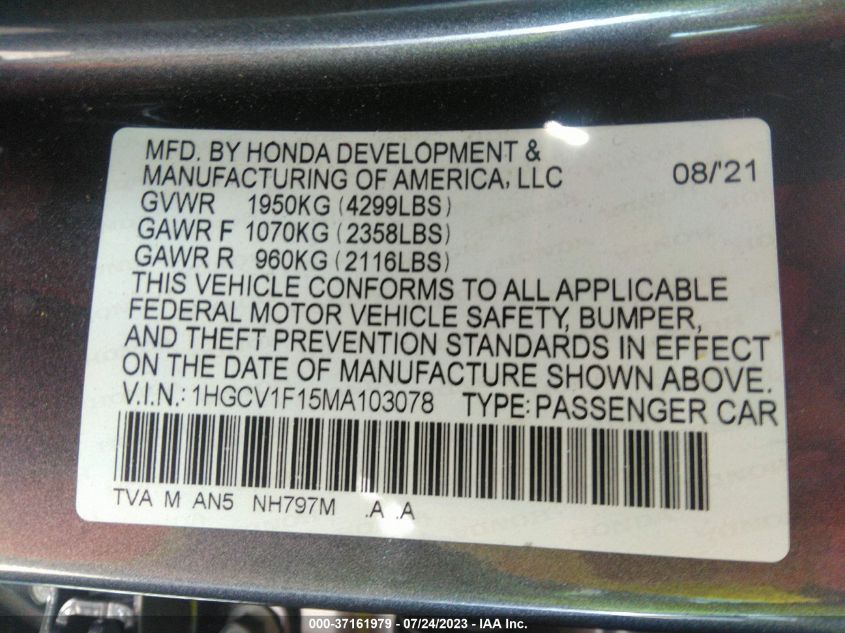 MFD. BY HONDA DEVELOPMENT &
MANUFACTURING OF AMERICA, LLC 08/'21
GVWR 1950KG (4299LBS)
GAWR F 1070KG (2358LBS)
GAWR R 960KG (2116LBS)
THIS VEHICLE CONFORMS TO ALL APPLICABLE
FEDERAL MOTOR VEHICLE SAFETY, BUMPER,
AND THEFT PREVENTION STANDARDS IN EFFECT
ON THE DATE OF MANUFACTURE SHOWN ABOVE.
V.I.N.: 1HGCV1F15MA103078 TYPE: PASSENGER CAR
TVA M AN5 NH797M .A .A
000-37161979 - 07/24/2023 - IAA Inc.